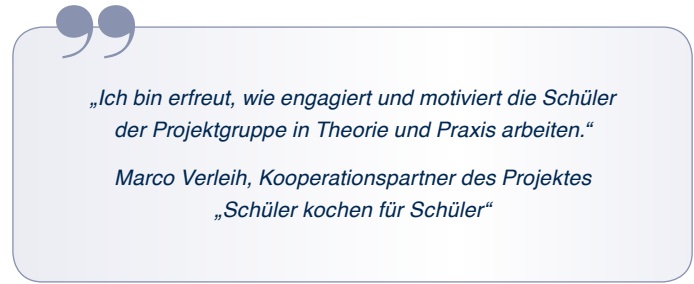 „Ich bin erfreut, wie engagiert und motiviert die Schüler
der Projektgruppe in Theorie und Praxis arbeiten.“
Marco Verleih, Kooperationspartner des Projektes
„Schüler kochen für Schüler“